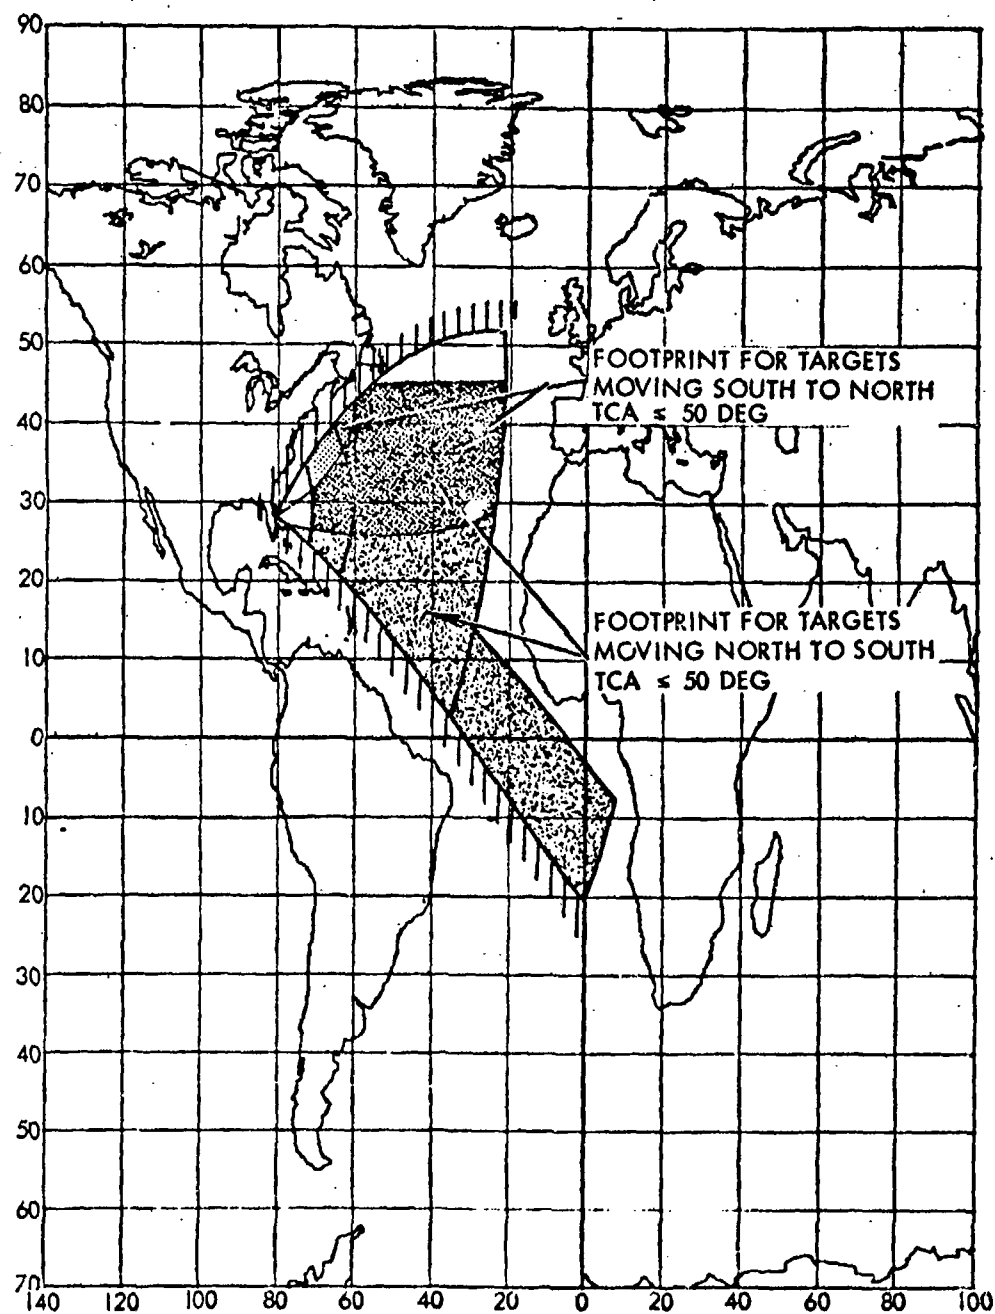 90
80
70
60
50
FOOTPRINT FOR TARGETS
MOVING SOUTH TO NORTH
TCA ≤ 50 DEG
40
30
20
FOOTPRINT FOR TARGETS
MOVING NORTH TO SOUTH
TCA ≤ 50 DEG
10
0
10
20
30
40
50
60
70
140 120 100 80 60 40 20 0 20 40 60 80 100